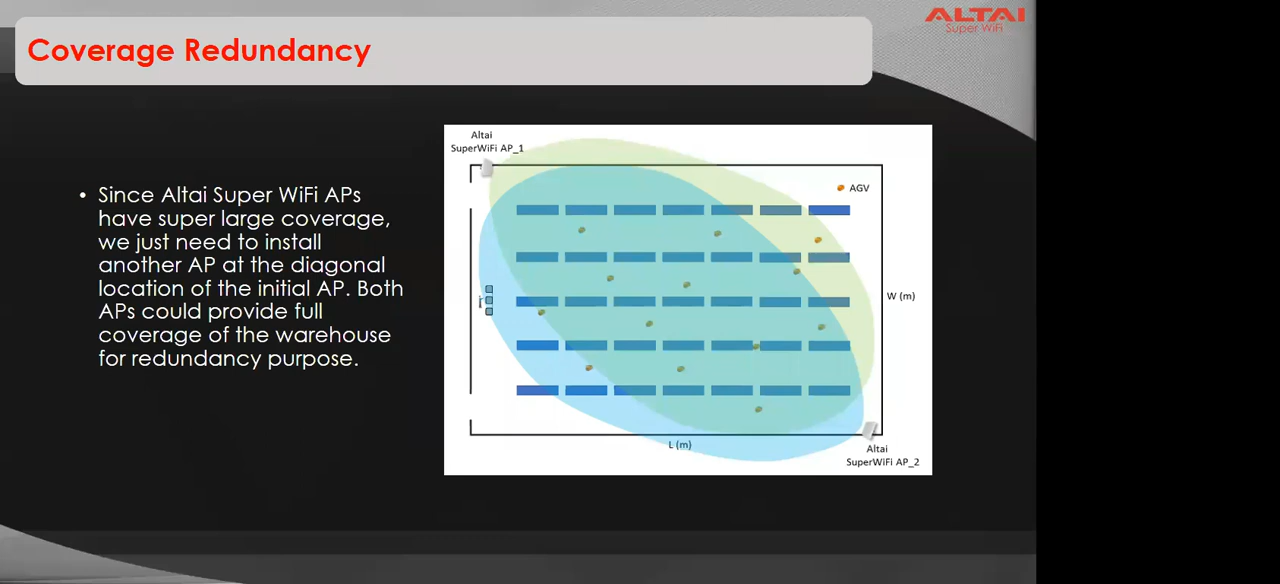 ALTAI
Super WiFi
Coverage Redundancy
• Since Altai Super WiFi APs
have super large coverage,
we just need to install
another AP at the diagonal
location of the initial AP. Both
APs could provide full
coverage of the warehouse
for redundancy purpose.
Altai
SuperWiFi AP_1
AGV
W (m)
L (m)
Altai
SuperWiFi AP_2